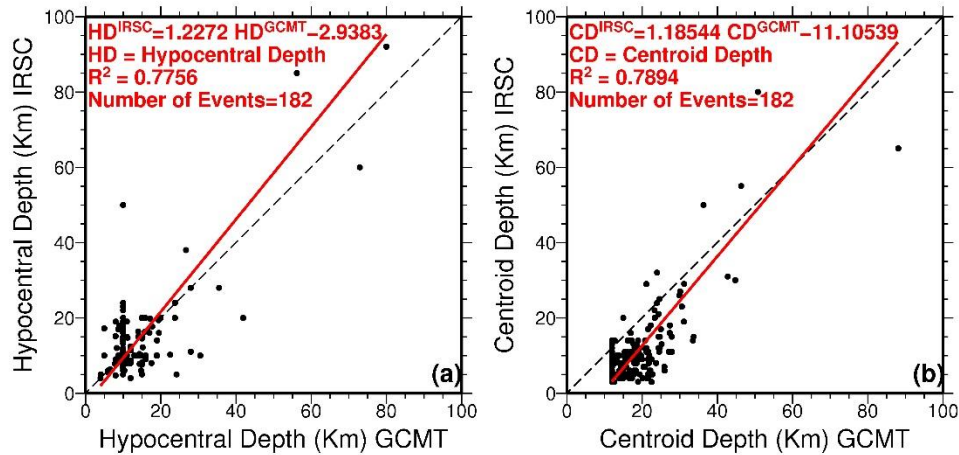 HD^IRSC=1.2272 HD^GCMT−2.9383
HD = Hypocentral Depth
R² = 0.7756
Number of Events=182
100
80
60
40
20
0
Hypocentral Depth (Km) IRSC
(a)
0
20
40
60
80
100
Hypocentral Depth (Km) GCMT
CD^IRSC=1.18544 CD^GCMT−11.10539
CD = Centroid Depth
R² = 0.7894
Number of Events=182
100
80
60
40
20
0
Centroid Depth (Km) IRSC
(b)
0
20
40
60
80
100
Centroid Depth (Km) GCMT